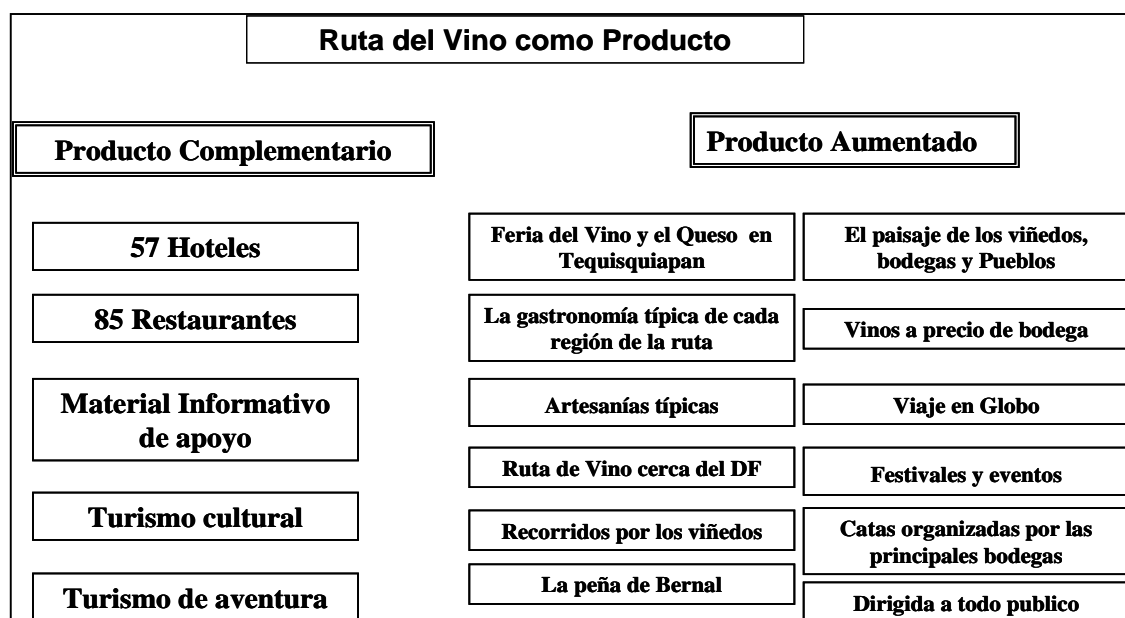 Ruta del Vino como Producto
Producto Complementario
57 Hoteles
85 Restaurantes
Material Informativo
de apoyo
Turismo cultural
Turismo de aventura
Producto Aumentado
Feria del Vino y el Queso en
Tequisquiapan
La gastronomía típica de cada
región de la ruta
Artesanías típicas
Ruta de Vino cerca del DF
Recorridos por los viñedos
La peña de Bernal
El paisaje de los viñedos,
bodegas y Pueblos
Vinos a precio de bodega
Viaje en Globo
Festivales y eventos
Catas organizadas por las
principales bodegas
Dirigida a todo publico